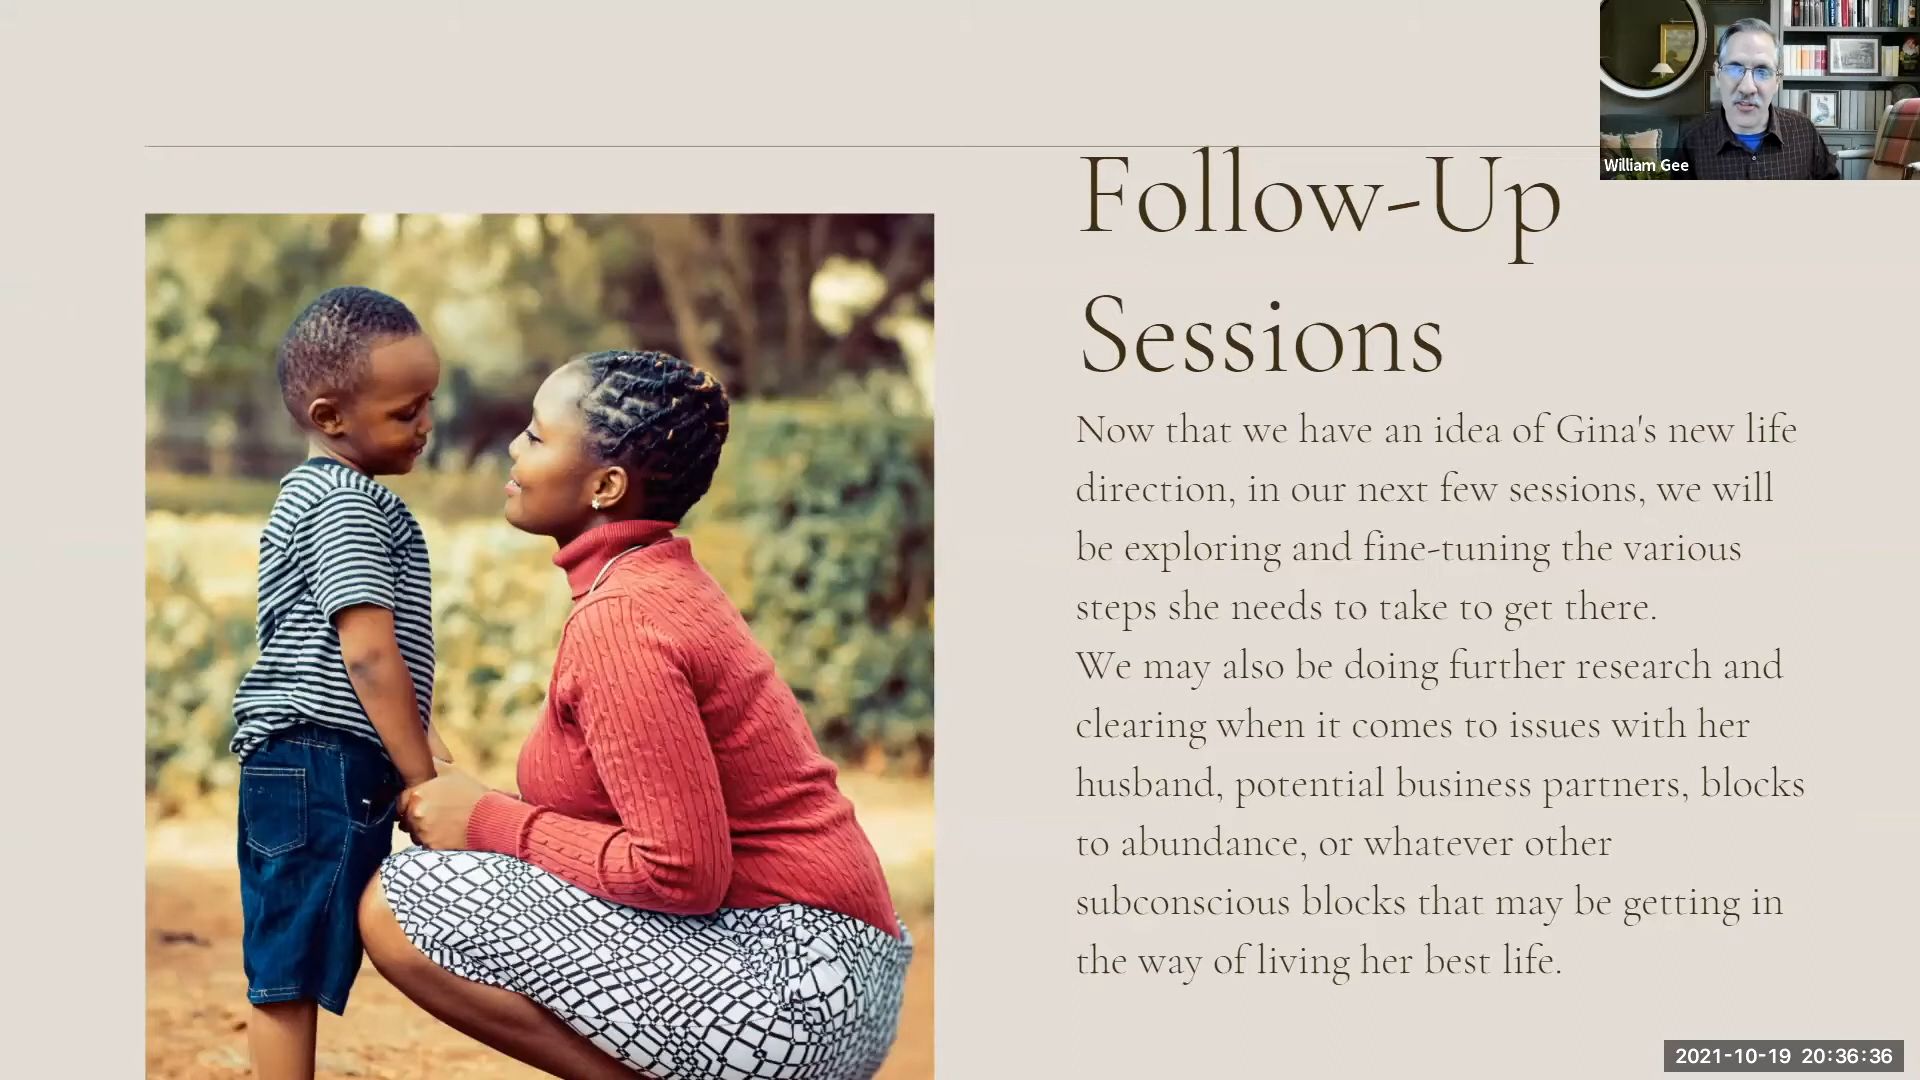 William Gee
Follow-Up
Sessions
Now that we have an idea of Gina's new life
direction, in our next few sessions, we will
be exploring and fine-tuning the various
steps she needs to take to get there.
We may also be doing further research and
clearing when it comes to issues with her
husband, potential business partners, blocks
to abundance, or whatever other
subconscious blocks that may be getting in
the way of living her best life.
2021-10-19 20:36:36